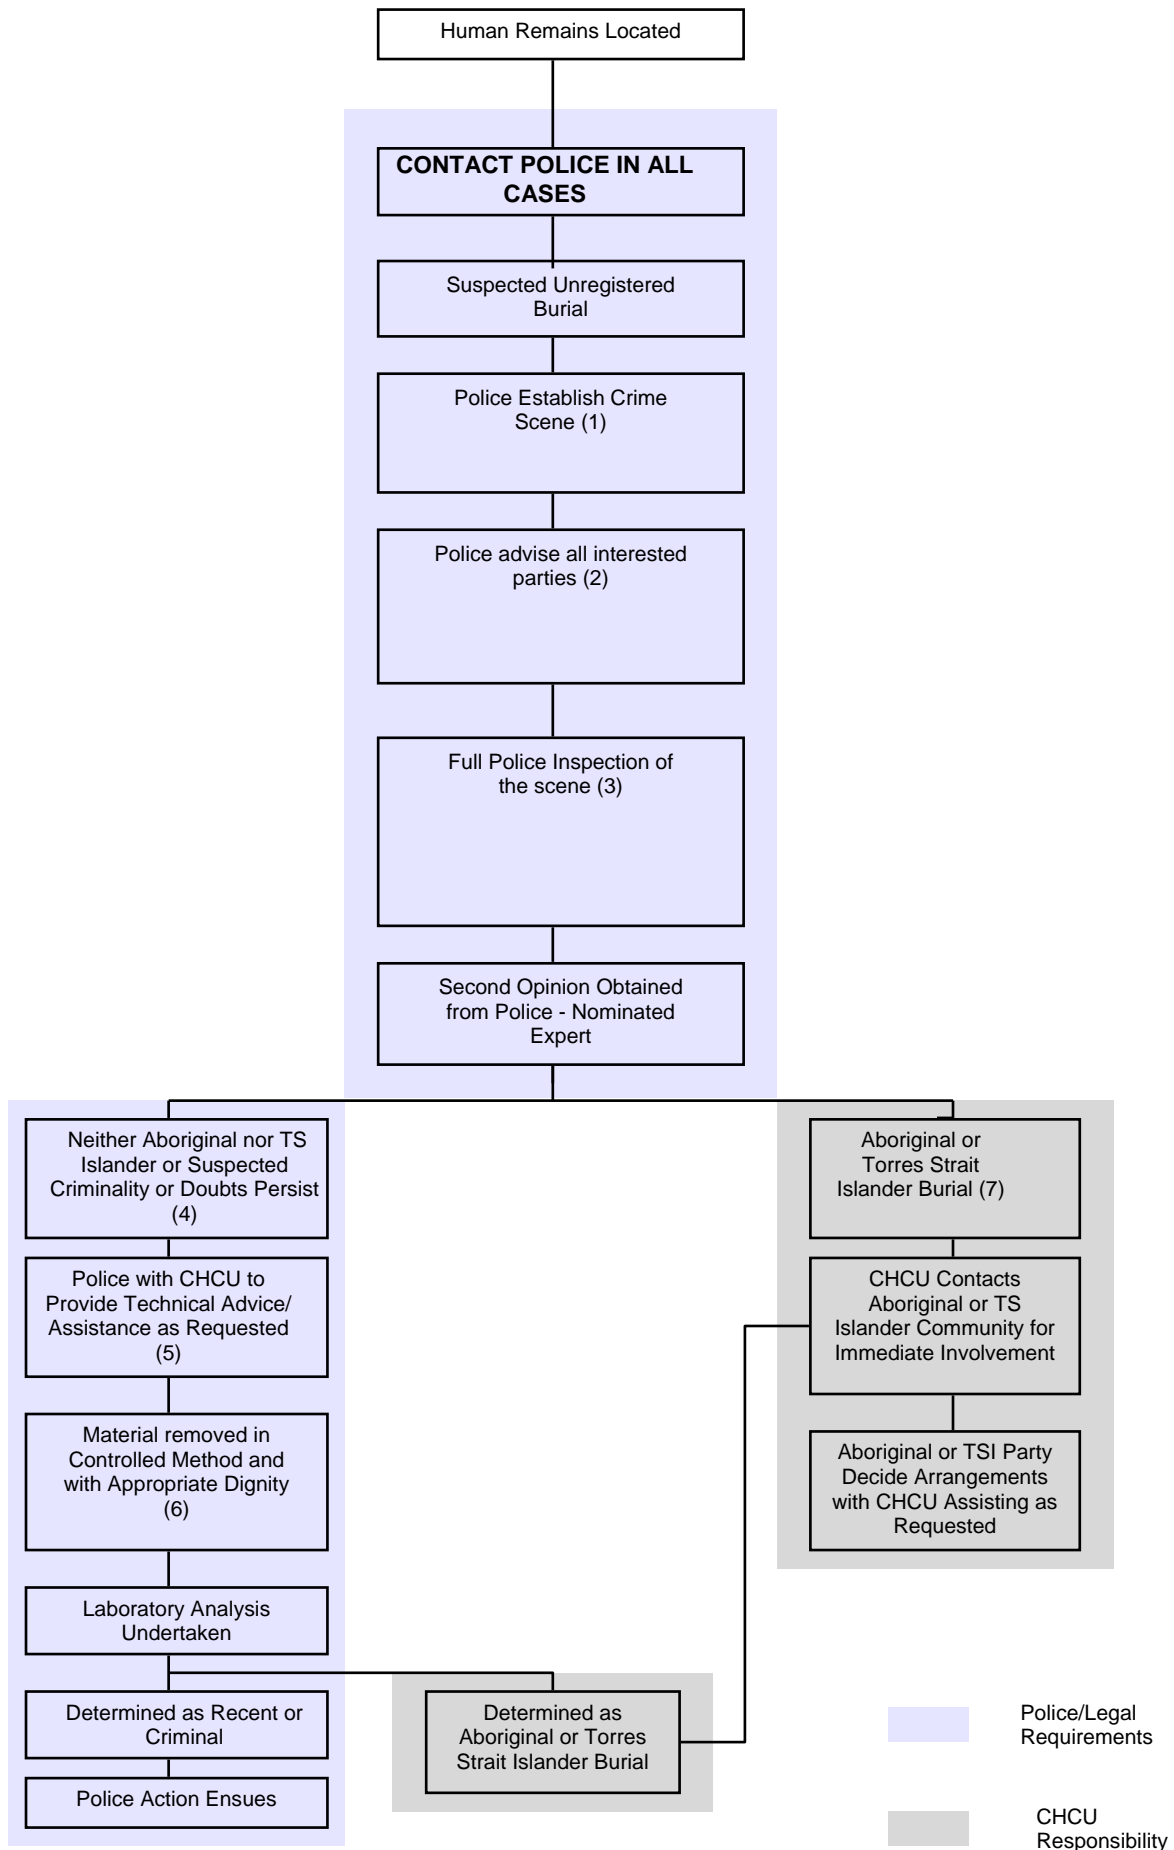 Human Remains Located
CONTACT POLICE IN ALL
CASES
Suspected Unregistered
Burial
Police Establish Crime
Scene (1)
Police advise all interested
parties (2)
Full Police Inspection of
the scene (3)
Second Opinion Obtained
from Police - Nominated
Expert
Neither Aboriginal nor TS
Islander or Suspected
Criminality or Doubts Persist
(4)
Police with CHCU to
Provide Technical Advice/
Assistance as Requested
(5)
Material removed in
Controlled Method and
with Appropriate Dignity
(6)
Laboratory Analysis
Undertaken
Determined as Recent or
Criminal
Police Action Ensues
Determined as
Aboriginal or Torres
Strait Islander Burial
Aboriginal or
Torres Strait
Islander Burial (7)
CHCU Contacts
Aboriginal or TS
Islander Community for
Immediate Involvement
Aboriginal or TSI Party
Decide Arrangements
with CHCU Assisting as
Requested
Police/Legal
Requirements
CHCU
Responsibility